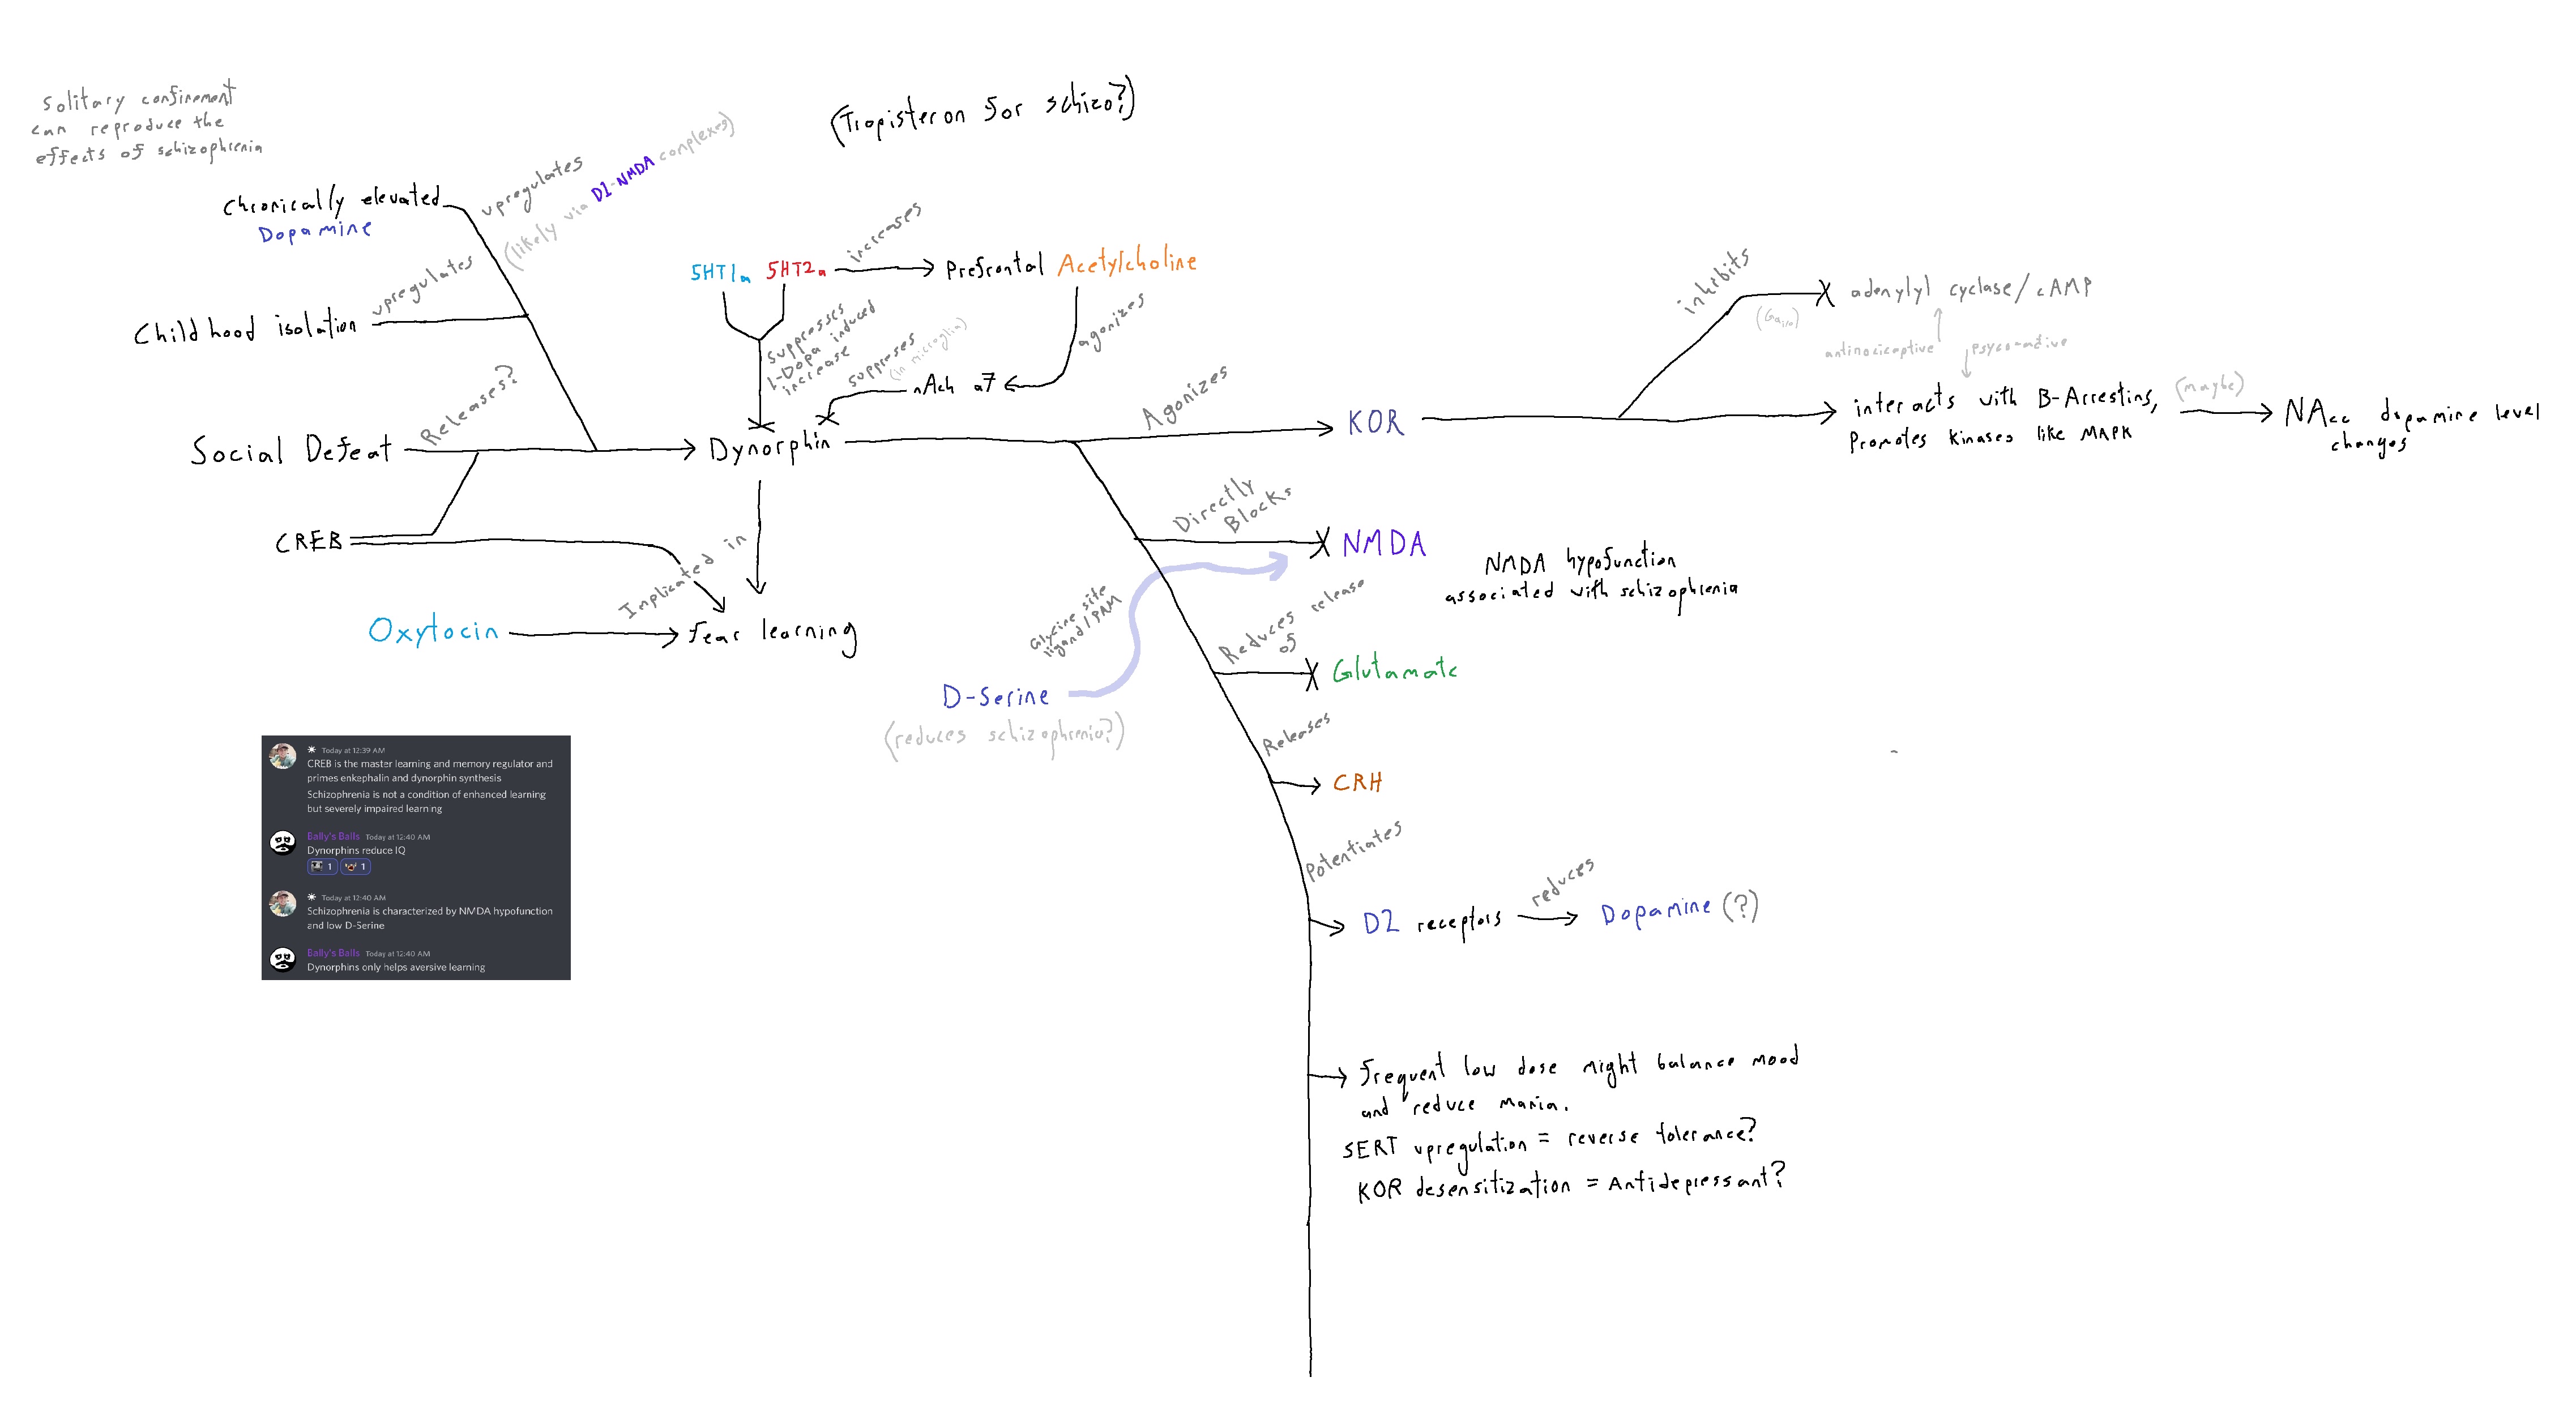 Solitary confinement
can reproduce the
effects of schizophrenia
(Tropisteron for schizo?)
Chronically elevated
Dopamine
upregulates
(likely via D1-NMDA complexes)
Childhood isolation
upregulates
5HT1a 5HT2a
increases
Prefrontal Acetylcholine
suppresses
l-Dopa induced
increase
suppreses
(in microglia)
nAch a7
agonizes
Social Defeat
Releases?
Dynorphin
Agonizes
KOR
inhibits
(Gai/o)
adenylyl cyclase/cAMP
antinociceptive
psycoactive
interacts with B-Arrestins,
Promotes kinases like MAPK
(maybe)
NAcc dopamine level
changes
CREB
Implicated in
Oxytocin
fear learning
Directly
Blocks
NMDA
NMDA hypofunction
associated with schizophrenia
Glycine site
ligand/PAM
D-Serine
(reduces schizophrenia?)
Reduces release
of
Glutamate
Releases
CRH
Potentiates
D2 receptors
reduces
Dopamine (?)
Frequent low dose might balance mood
and reduce mania.
SERT upregulation = reverse tolerance?
KOR desensitization = Antidepressant?
Today at 12:39 AM
CREB is the master learning and memory regulator and
primes enkephalin and dynorphin synthesis
Schizophrenia is not a condition of enhanced learning
but severely impaired learning
Bally's Balls Today at 12:40 AM
Dynorphins reduce IQ
1 1
Today at 12:40 AM
Schizophrenia is characterized by NMDA hypofunction
and low D-Serine
Bally's Balls Today at 12:40 AM
Dynorphins only helps aversive learning